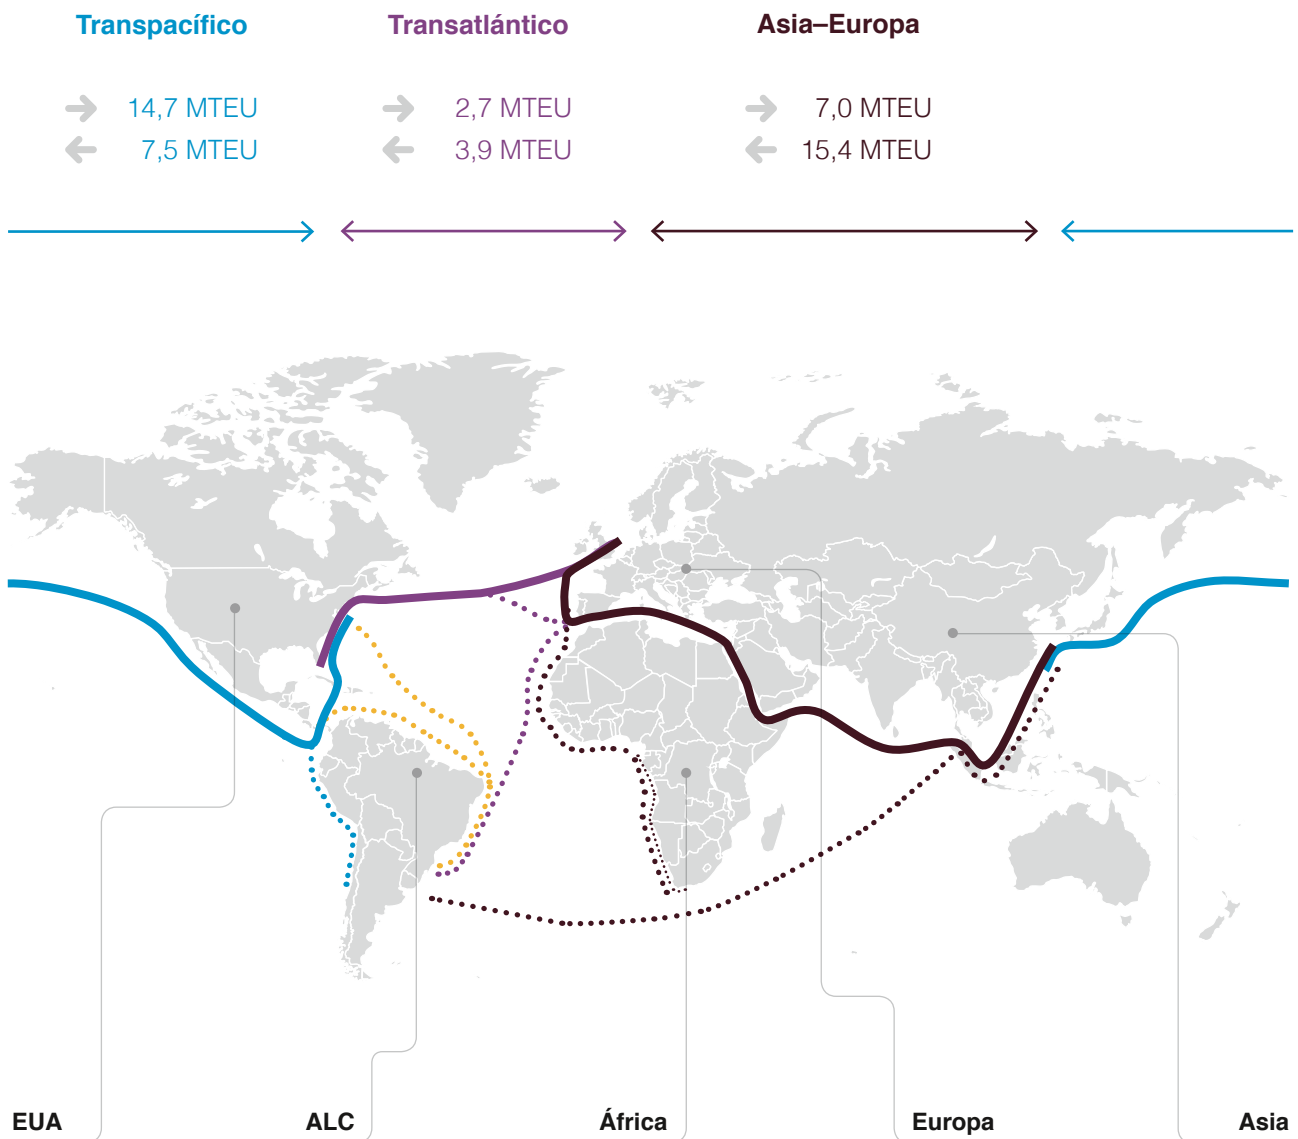 Transpacífico
14,7 MTEU
7,5 MTEU
Transatlántico
2,7 MTEU
3,9 MTEU
Asia–Europa
7,0 MTEU
15,4 MTEU
EUA
ALC
África
Europa
Asia